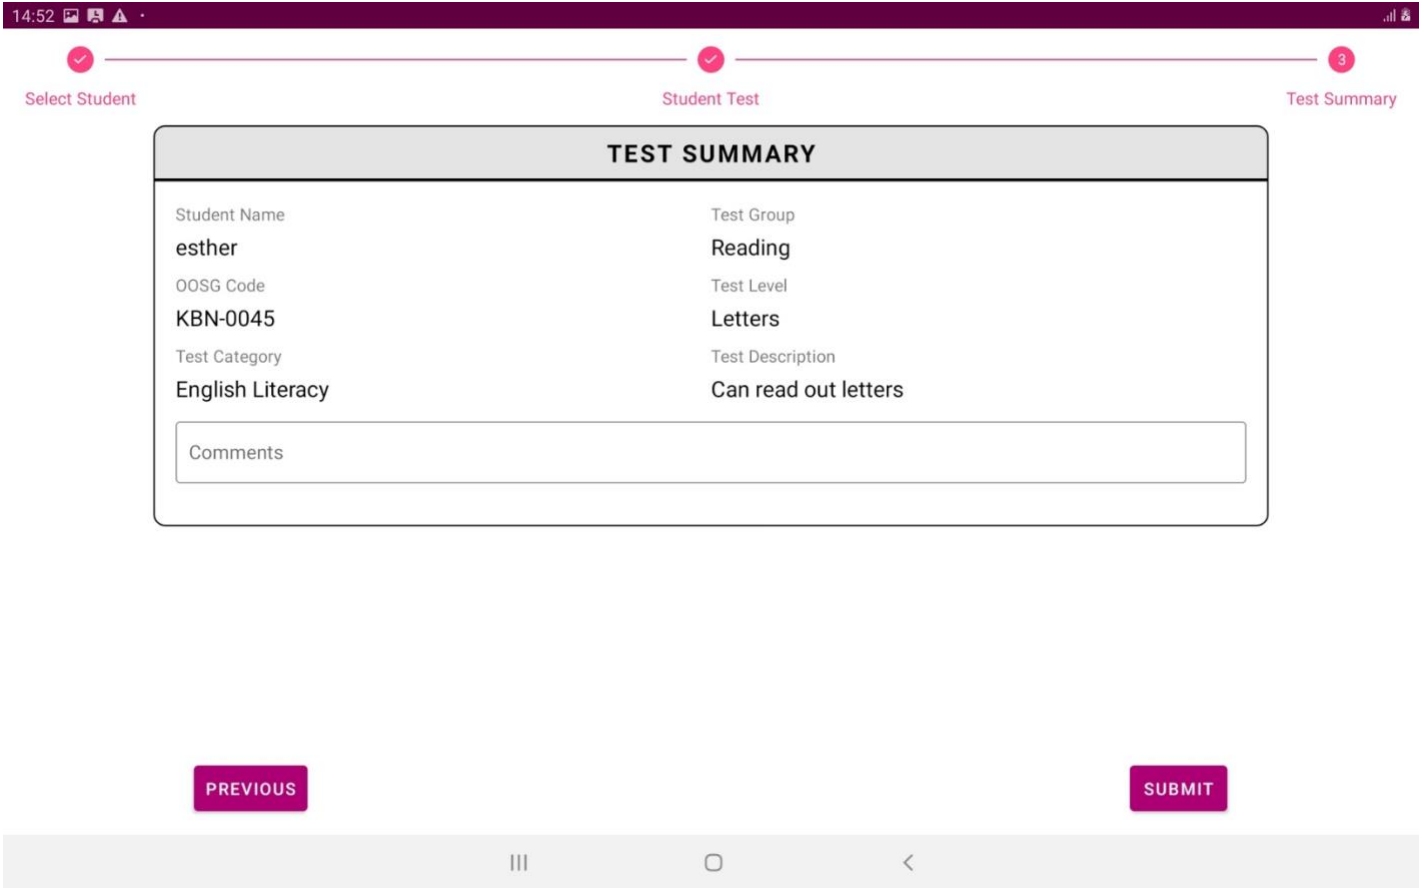 14:52
3
Select Student
Student Test
Test Summary
TEST SUMMARY
Student Name
Test Group
esther
Reading
OOSG Code
Test Level
KBN-0045
Letters
Test Category
Test Description
English Literacy
Can read out letters
Comments
PREVIOUS
SUBMIT